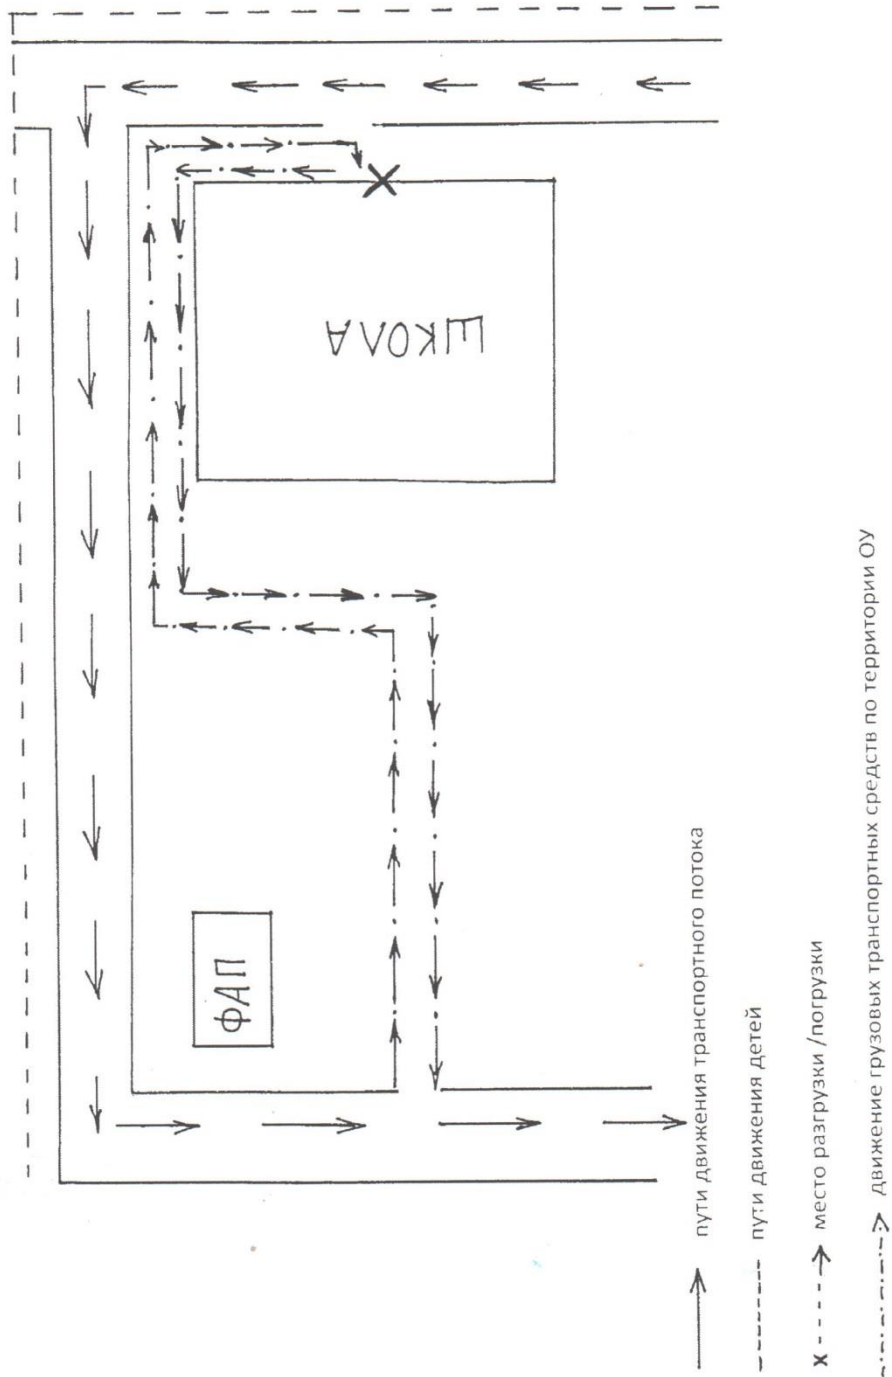 ШКОЛА
ФАП
пути движения транспортного потока
пути движения детей
x - - - - → место разгрузки /погрузки
движение грузовых транспортных средств по территории ОУ